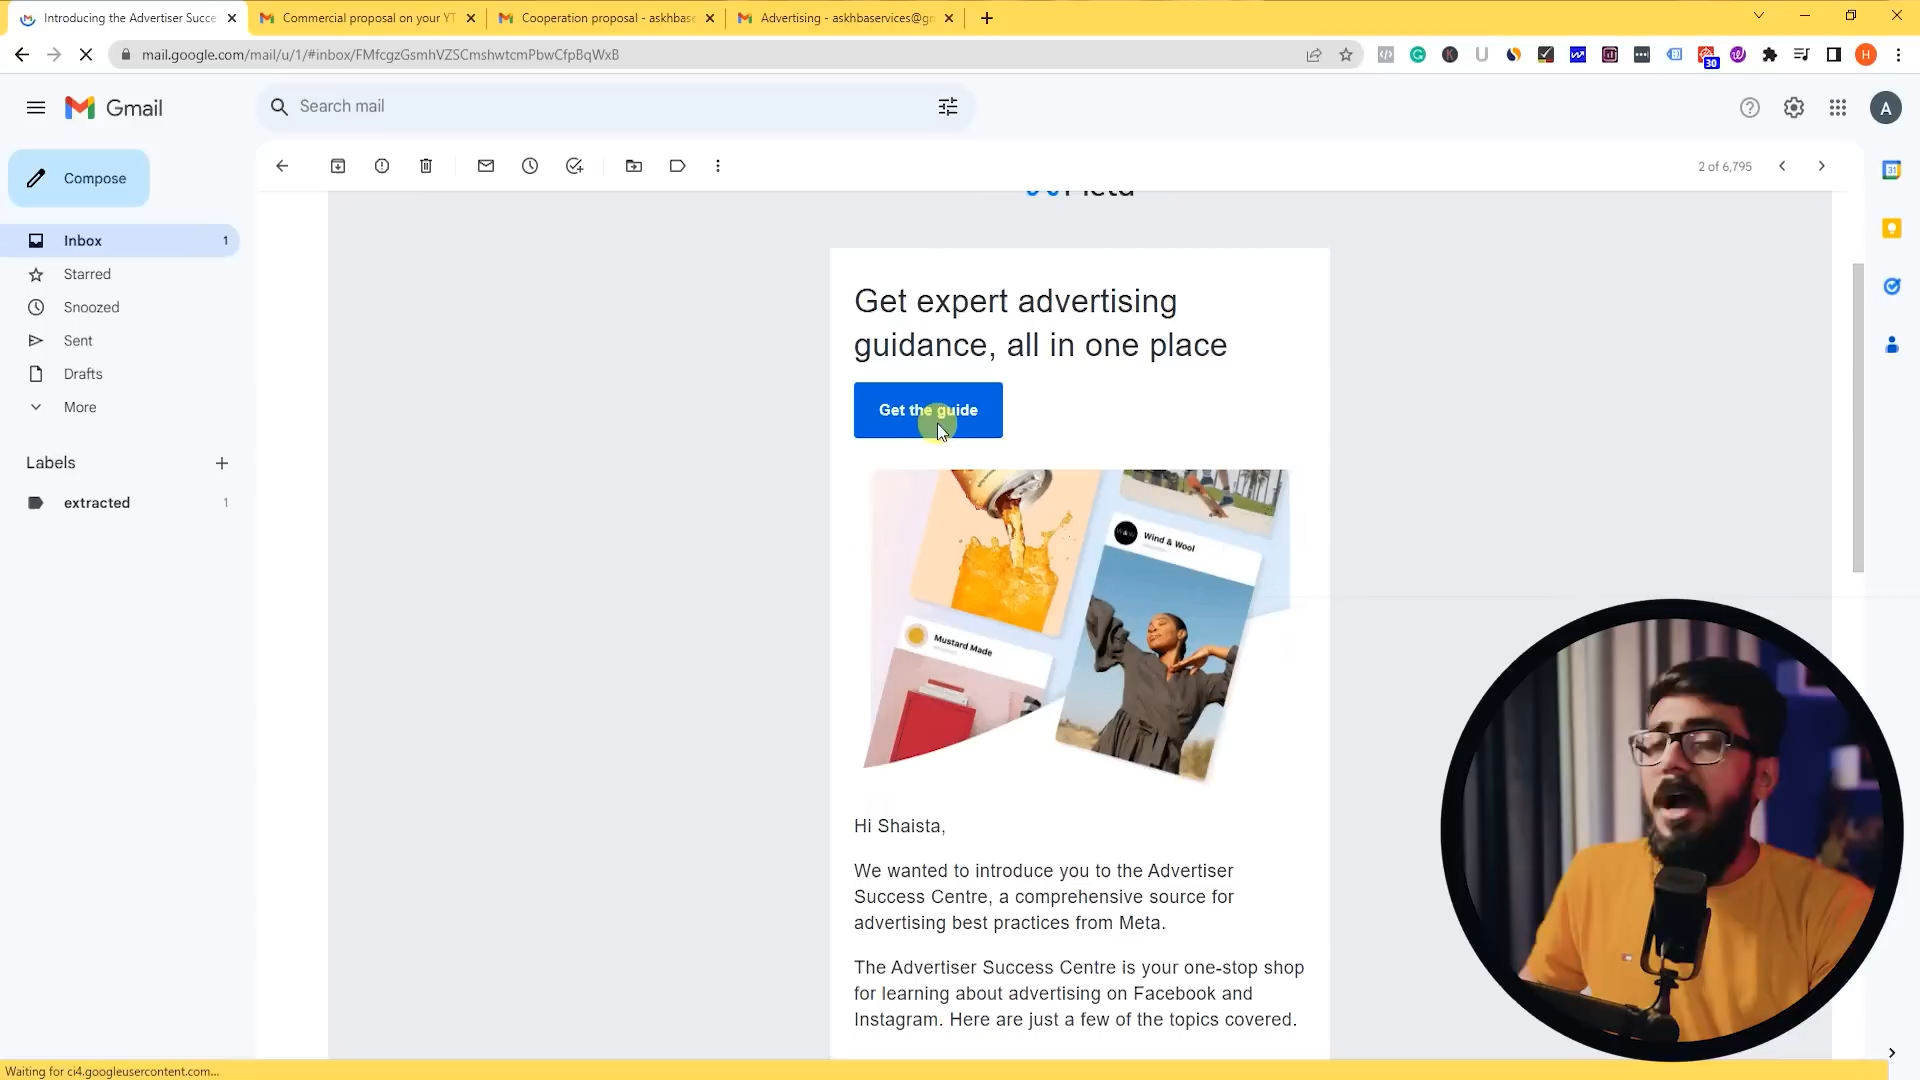 Introducing the Advertiser Succe
Commercial proposal on your YT
Cooperation proposal - askhbase
Advertising - askhbaservices@gm
mail.google.com/mail/u/1/#inbox/FMfcgzGsmhVZSCmshwtcmPbwCfpBqWxB
30
H
Gmail
Search mail
A
Compose
2 of 6,795
31
Inbox 1
Starred
Snoozed
Sent
Drafts
More
Labels
extracted 1
Meta
Get expert advertising
guidance, all in one place
Get the guide
Wind & Wool
Mustard Made
Hi Shaista,
We wanted to introduce you to the Advertiser
Success Centre, a comprehensive source for
advertising best practices from Meta.
The Advertiser Success Centre is your one-stop shop
for learning about advertising on Facebook and
Instagram. Here are just a few of the topics covered.
Waiting for ci4.googleusercontent.com...